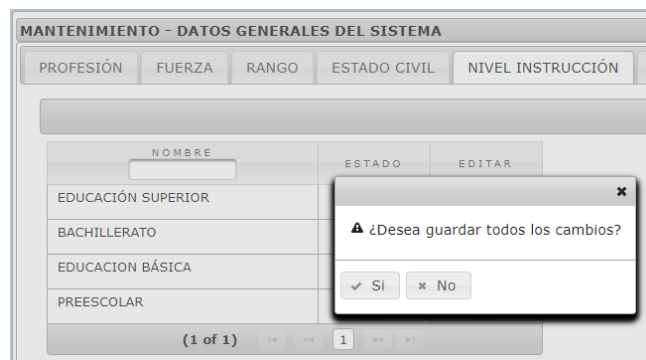 MANTENIMIENTO - DATOS GENERALES DEL SISTEMA
PROFESIÓN FUERZA RANGO ESTADO CIVIL NIVEL INSTRUCCIÓN
NOMBRE ESTADO EDITAR
EDUCACIÓN SUPERIOR
BACHILLERATO
EDUCACION BÁSICA
PREESCOLAR
¿Desea guardar todos los cambios?
Si No
(1 of 1) 1